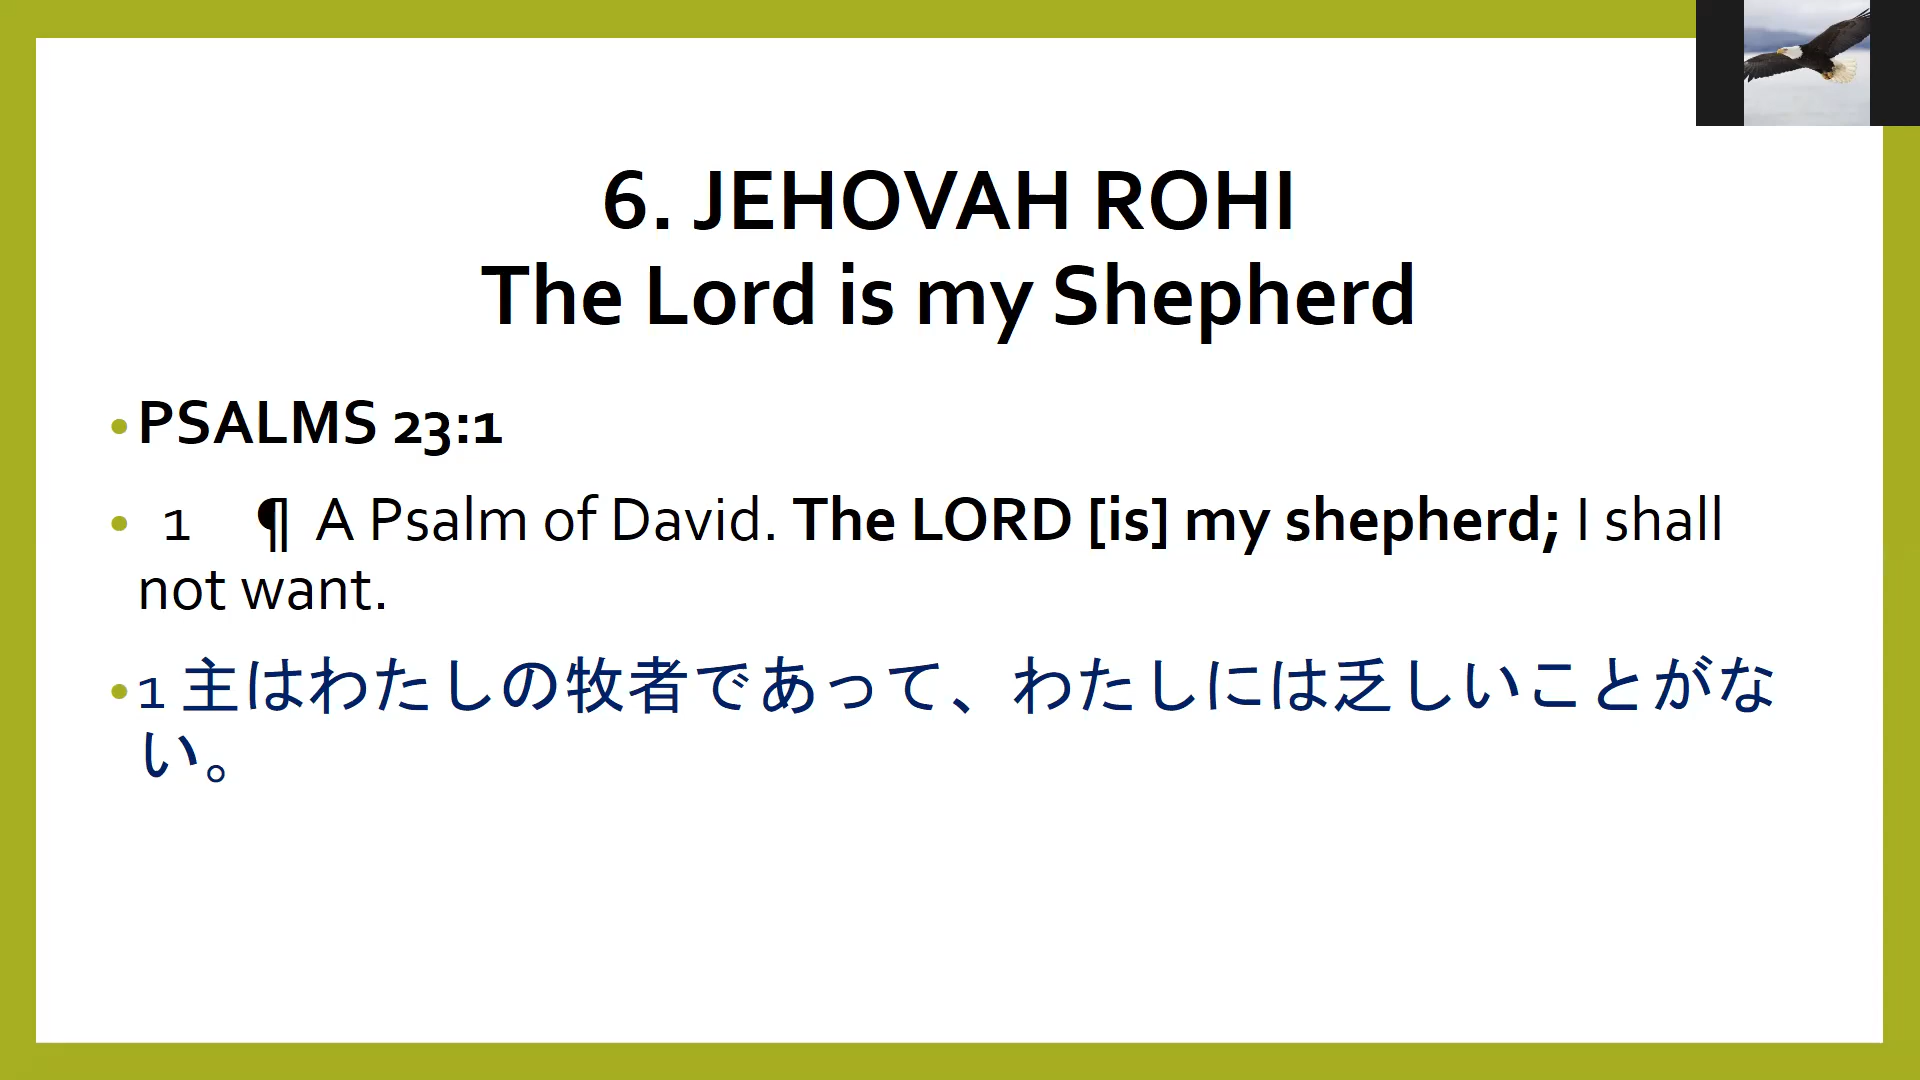 6. JEHOVAH ROHI
The Lord is my Shepherd
• PSALMS 23:1
• 1 ¶ A Psalm of David. The LORD [is] my shepherd; I shall
not want.
• 1 主はわたしの牧者であって、わたしには乏しいことがな
い。